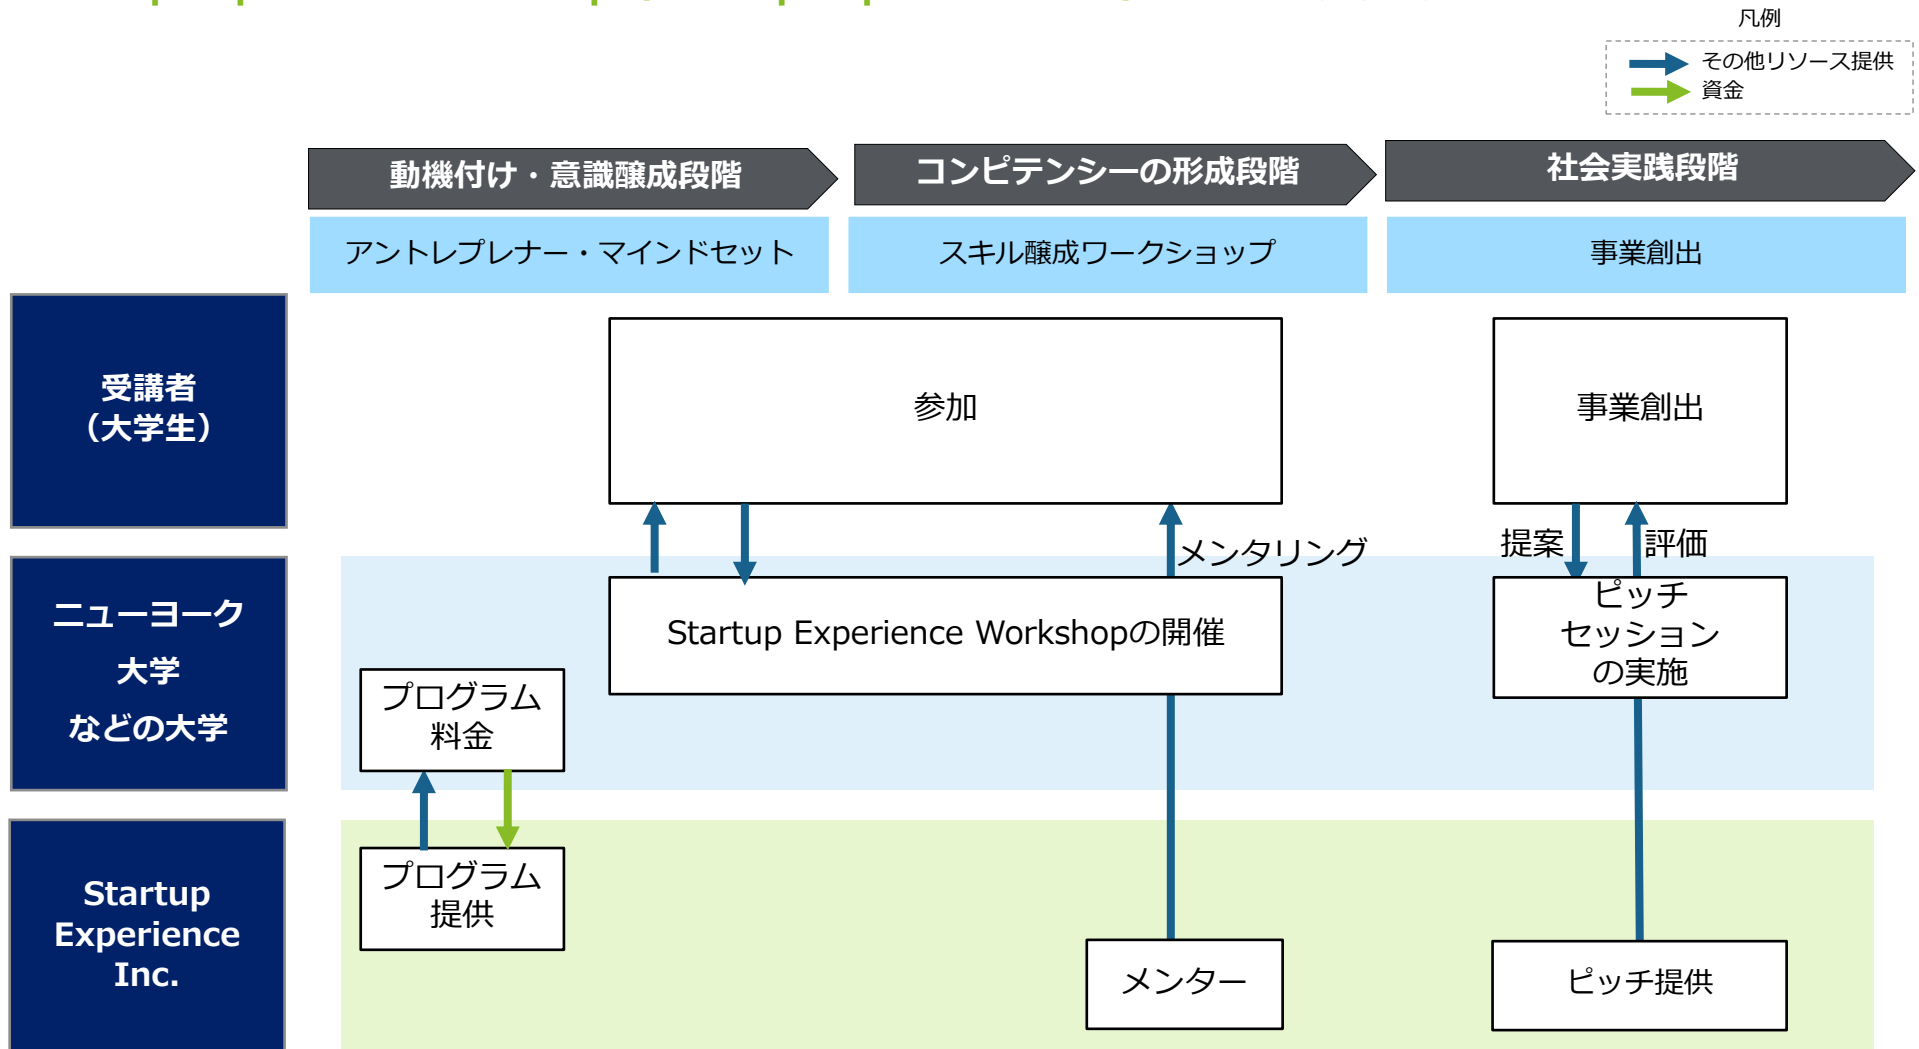 凡例
その他リソース提供
資金
動機付け・意識醸成段階
コンピテンシーの形成段階
社会実践段階
アントレプレナー・マインドセット
スキル醸成ワークショップ
事業創出
受講者
（大学生）
参加
事業創出
メンタリング
提案
評価
ニューヨーク
大学
などの大学
Startup Experience Workshopの開催
ピッチ
セッション
の実施
プログラム
料金
Startup
Experience
Inc.
プログラム
提供
メンター
ピッチ提供